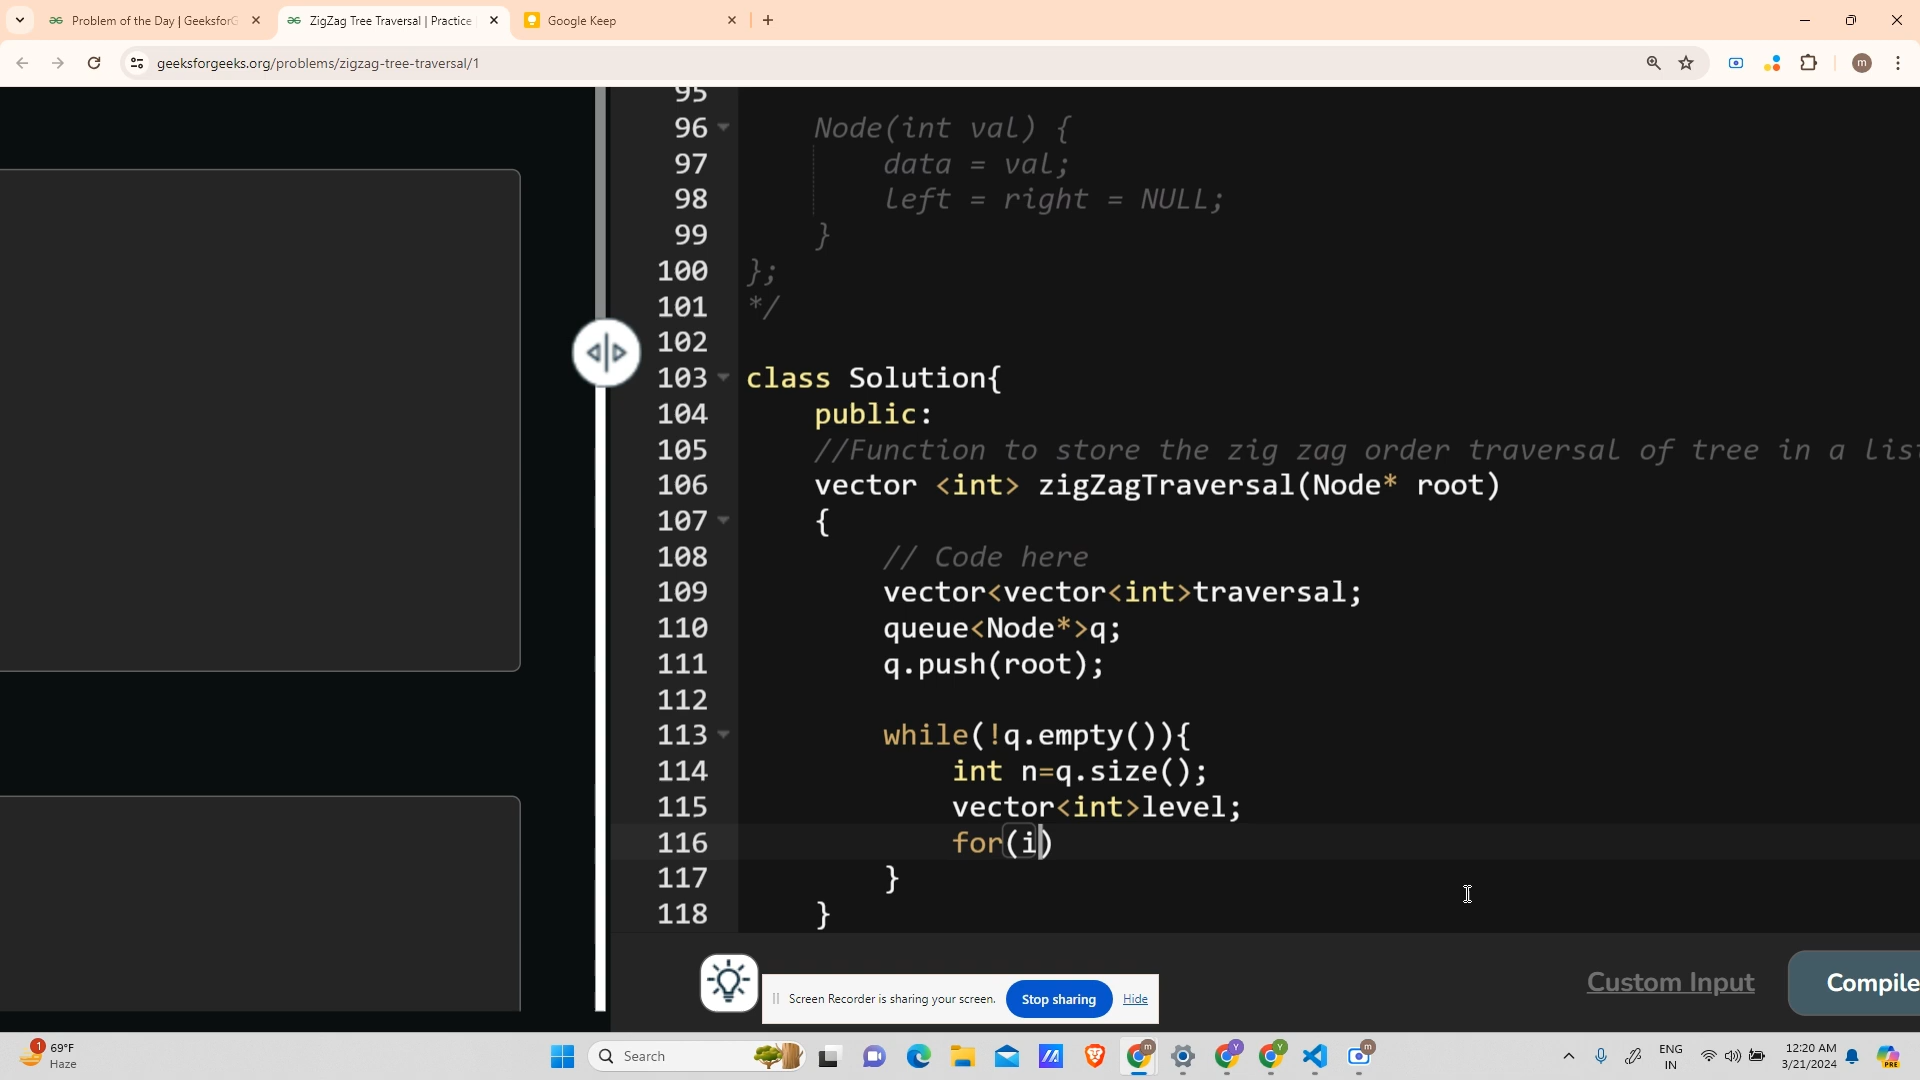 Problem of the Day | GeeksforG
ZigZag Tree Traversal | Practice
Google Keep
geeksforgeeks.org/problems/zigzag-tree-traversal/1
m
95
96 Node(int val) {
97 data = val;
98 left = right = NULL;
99 }
100 };
101 */
102
103 class Solution{
104 public:
105 //Function to store the zig zag order traversal of tree in a lis
106 vector <int> zigZagTraversal(Node* root)
107 {
108 // Code here
109 vector<vector<int>traversal;
110 queue<Node*>q;
111 q.push(root);
112
113 while(!q.empty()){
114 int n=q.size();
115 vector<int>level;
116 for(i)
117 }
118 }
Custom Input
Compile
Screen Recorder is sharing your screen.
Stop sharing
Hide
1
69°F
Haze
Search
m
Y
Y
m
ENG
IN
12:20 AM
3/21/2024
PRE